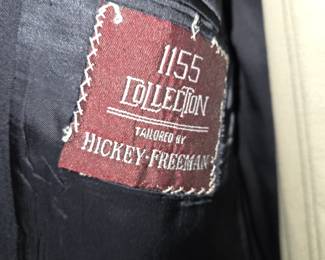 1155
COLLECTION
TAILORED BY
HICKEY-FREEMAN